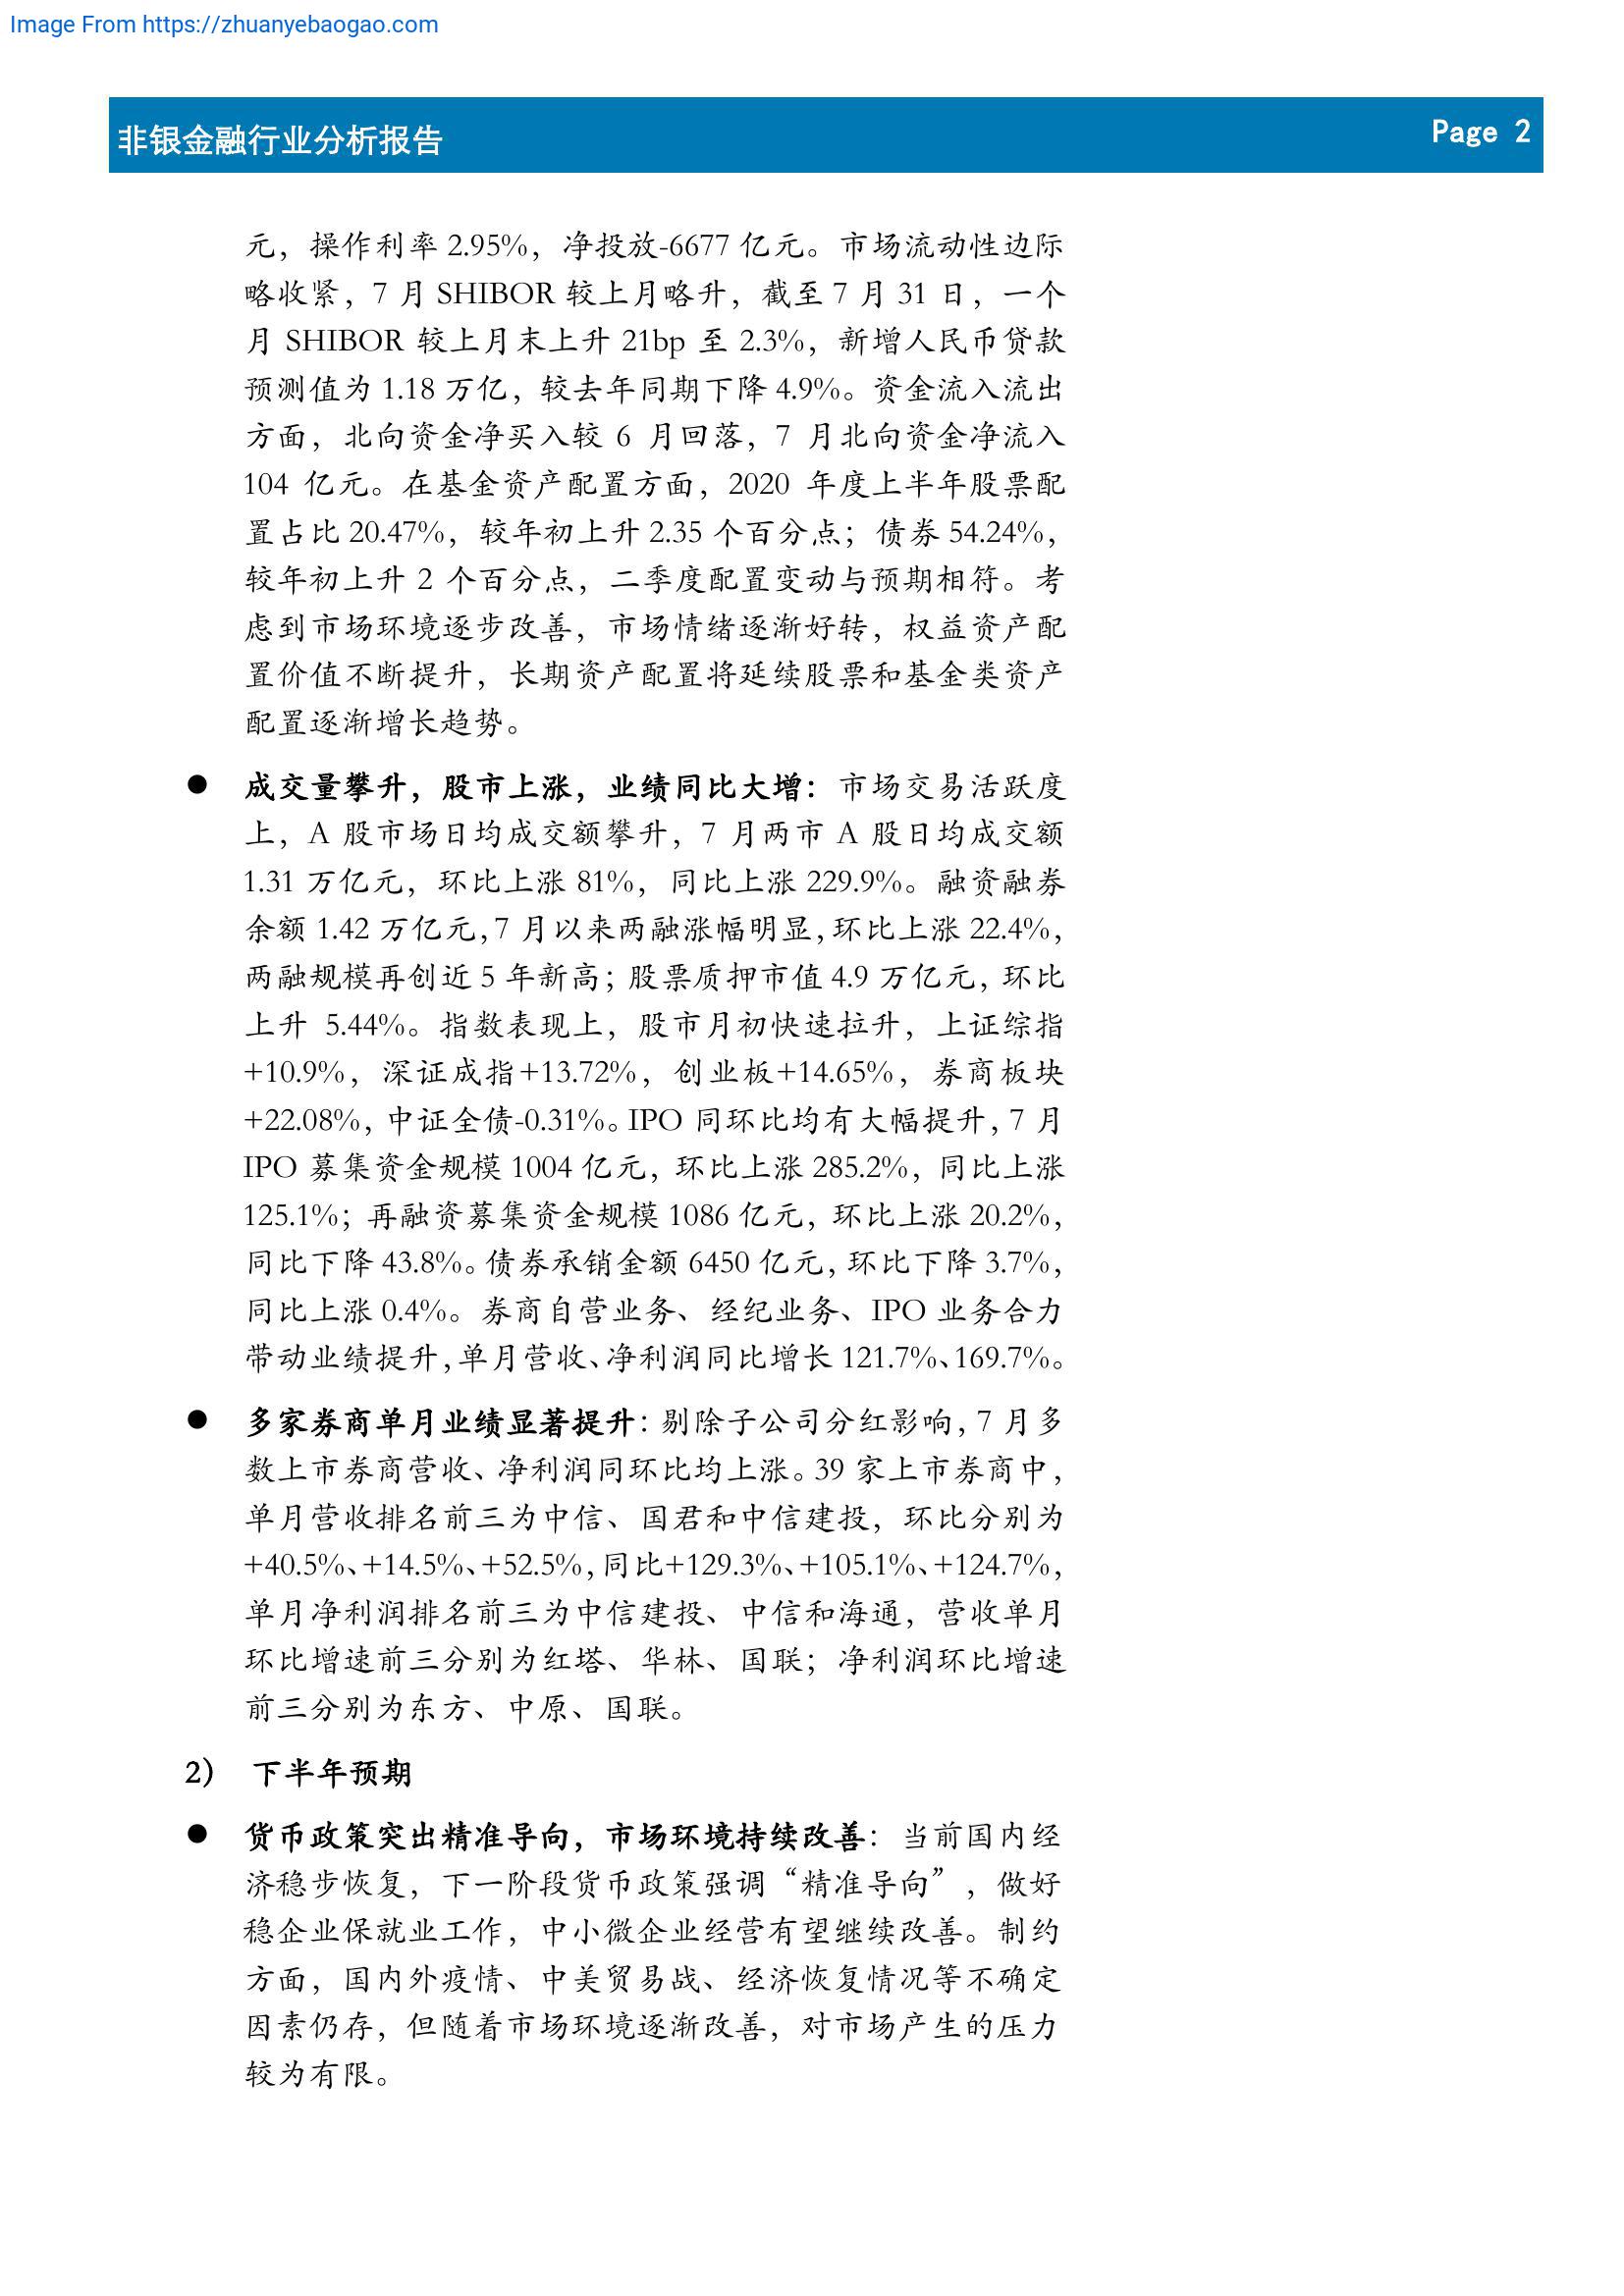 Image From https://zhuanyebaogao.com
非银金融行业分析报告
Page 2
元，操作利率 2.95%，净投放-6677 亿元。市场流动性边际
略收紧，7 月 SHIBOR 较上月略升，截至 7 月 31 日，一个
月 SHIBOR 较上月末上升 21bp 至 2.3%，新增人民币贷款
预测值为 1.18 万亿，较去年同期下降 4.9%。资金流入流出
方面，北向资金净买入较 6 月回落，7 月北向资金净流入
104 亿元。在基金资产配置方面，2020 年度上半年股票配
置占比 20.47%，较年初上升 2.35 个百分点；债券 54.24%，
较年初上升 2 个百分点，二季度配置变动与预期相符。考
虑到市场环境逐步改善，市场情绪逐渐好转，权益资产配
置价值不断提升，长期资产配置将延续股票和基金类资产
配置逐渐增长趋势。
● 成交量攀升，股市上涨，业绩同比大增：市场交易活跃度
上，A 股市场日均成交额攀升，7 月两市 A 股日均成交额
1.31 万亿元，环比上涨 81%，同比上涨 229.9%。融资融券
余额 1.42 万亿元，7 月以来两融涨幅明显，环比上涨 22.4%，
两融规模再创近 5 年新高；股票质押市值 4.9 万亿元，环比
上升 5.44%。指数表现上，股市月初快速拉升，上证综指
+10.9%，深证成指+13.72%，创业板+14.65%，券商板块
+22.08%，中证全债-0.31%。IPO 同环比均有大幅提升，7 月
IPO 募集资金规模 1004 亿元，环比上涨 285.2%，同比上涨
125.1%；再融资募集资金规模 1086 亿元，环比上涨 20.2%，
同比下降 43.8%。债券承销金额 6450 亿元，环比下降 3.7%，
同比上涨 0.4%。券商自营业务、经纪业务、IPO 业务合力
带动业绩提升，单月营收、净利润同比增长 121.7%、169.7%。
● 多家券商单月业绩显著提升：剔除子公司分红影响，7 月多
数上市券商营收、净利润同环比均上涨。39 家上市券商中，
单月营收排名前三为中信、国君和中信建投，环比分别为
+40.5%、+14.5%、+52.5%，同比+129.3%、+105.1%、+124.7%，
单月净利润排名前三为中信建投、中信和海通，营收单月
环比增速前三分别为红塔、华林、国联；净利润环比增速
前三分别为东方、中原、国联。
2） 下半年预期
● 货币政策突出精准导向，市场环境持续改善：当前国内经
济稳步恢复，下一阶段货币政策强调“精准导向”，做好
稳企业保就业工作，中小微企业经营有望继续改善。制约
方面，国内外疫情、中美贸易战、经济恢复情况等不确定
因素仍存，但随着市场环境逐渐改善，对市场产生的压力
较为有限。